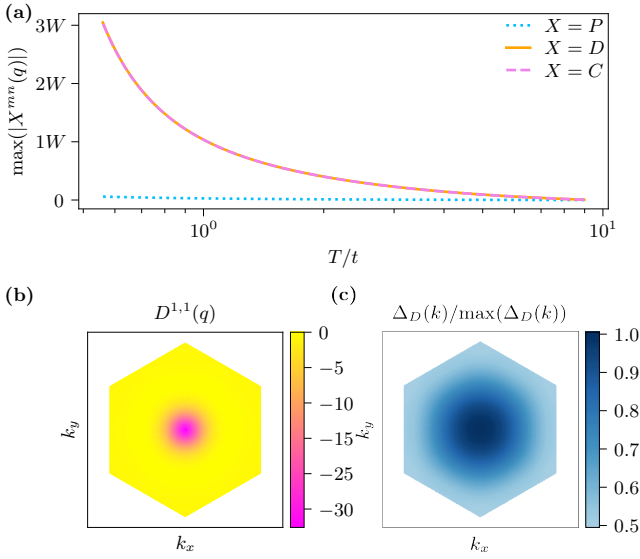 (a)
max(|X^{mn}(q)|)
3W
2W
1W
0
X = P
X = D
X = C
10^0
10^1
T/t
(b)
D^{1,1}(q)
k_y
k_x
0
−5
−10
−15
−20
−25
−30
(c)
Δ_D(k)/max(Δ_D(k))
k_y
k_x
1.0
0.9
0.8
0.7
0.6
0.5